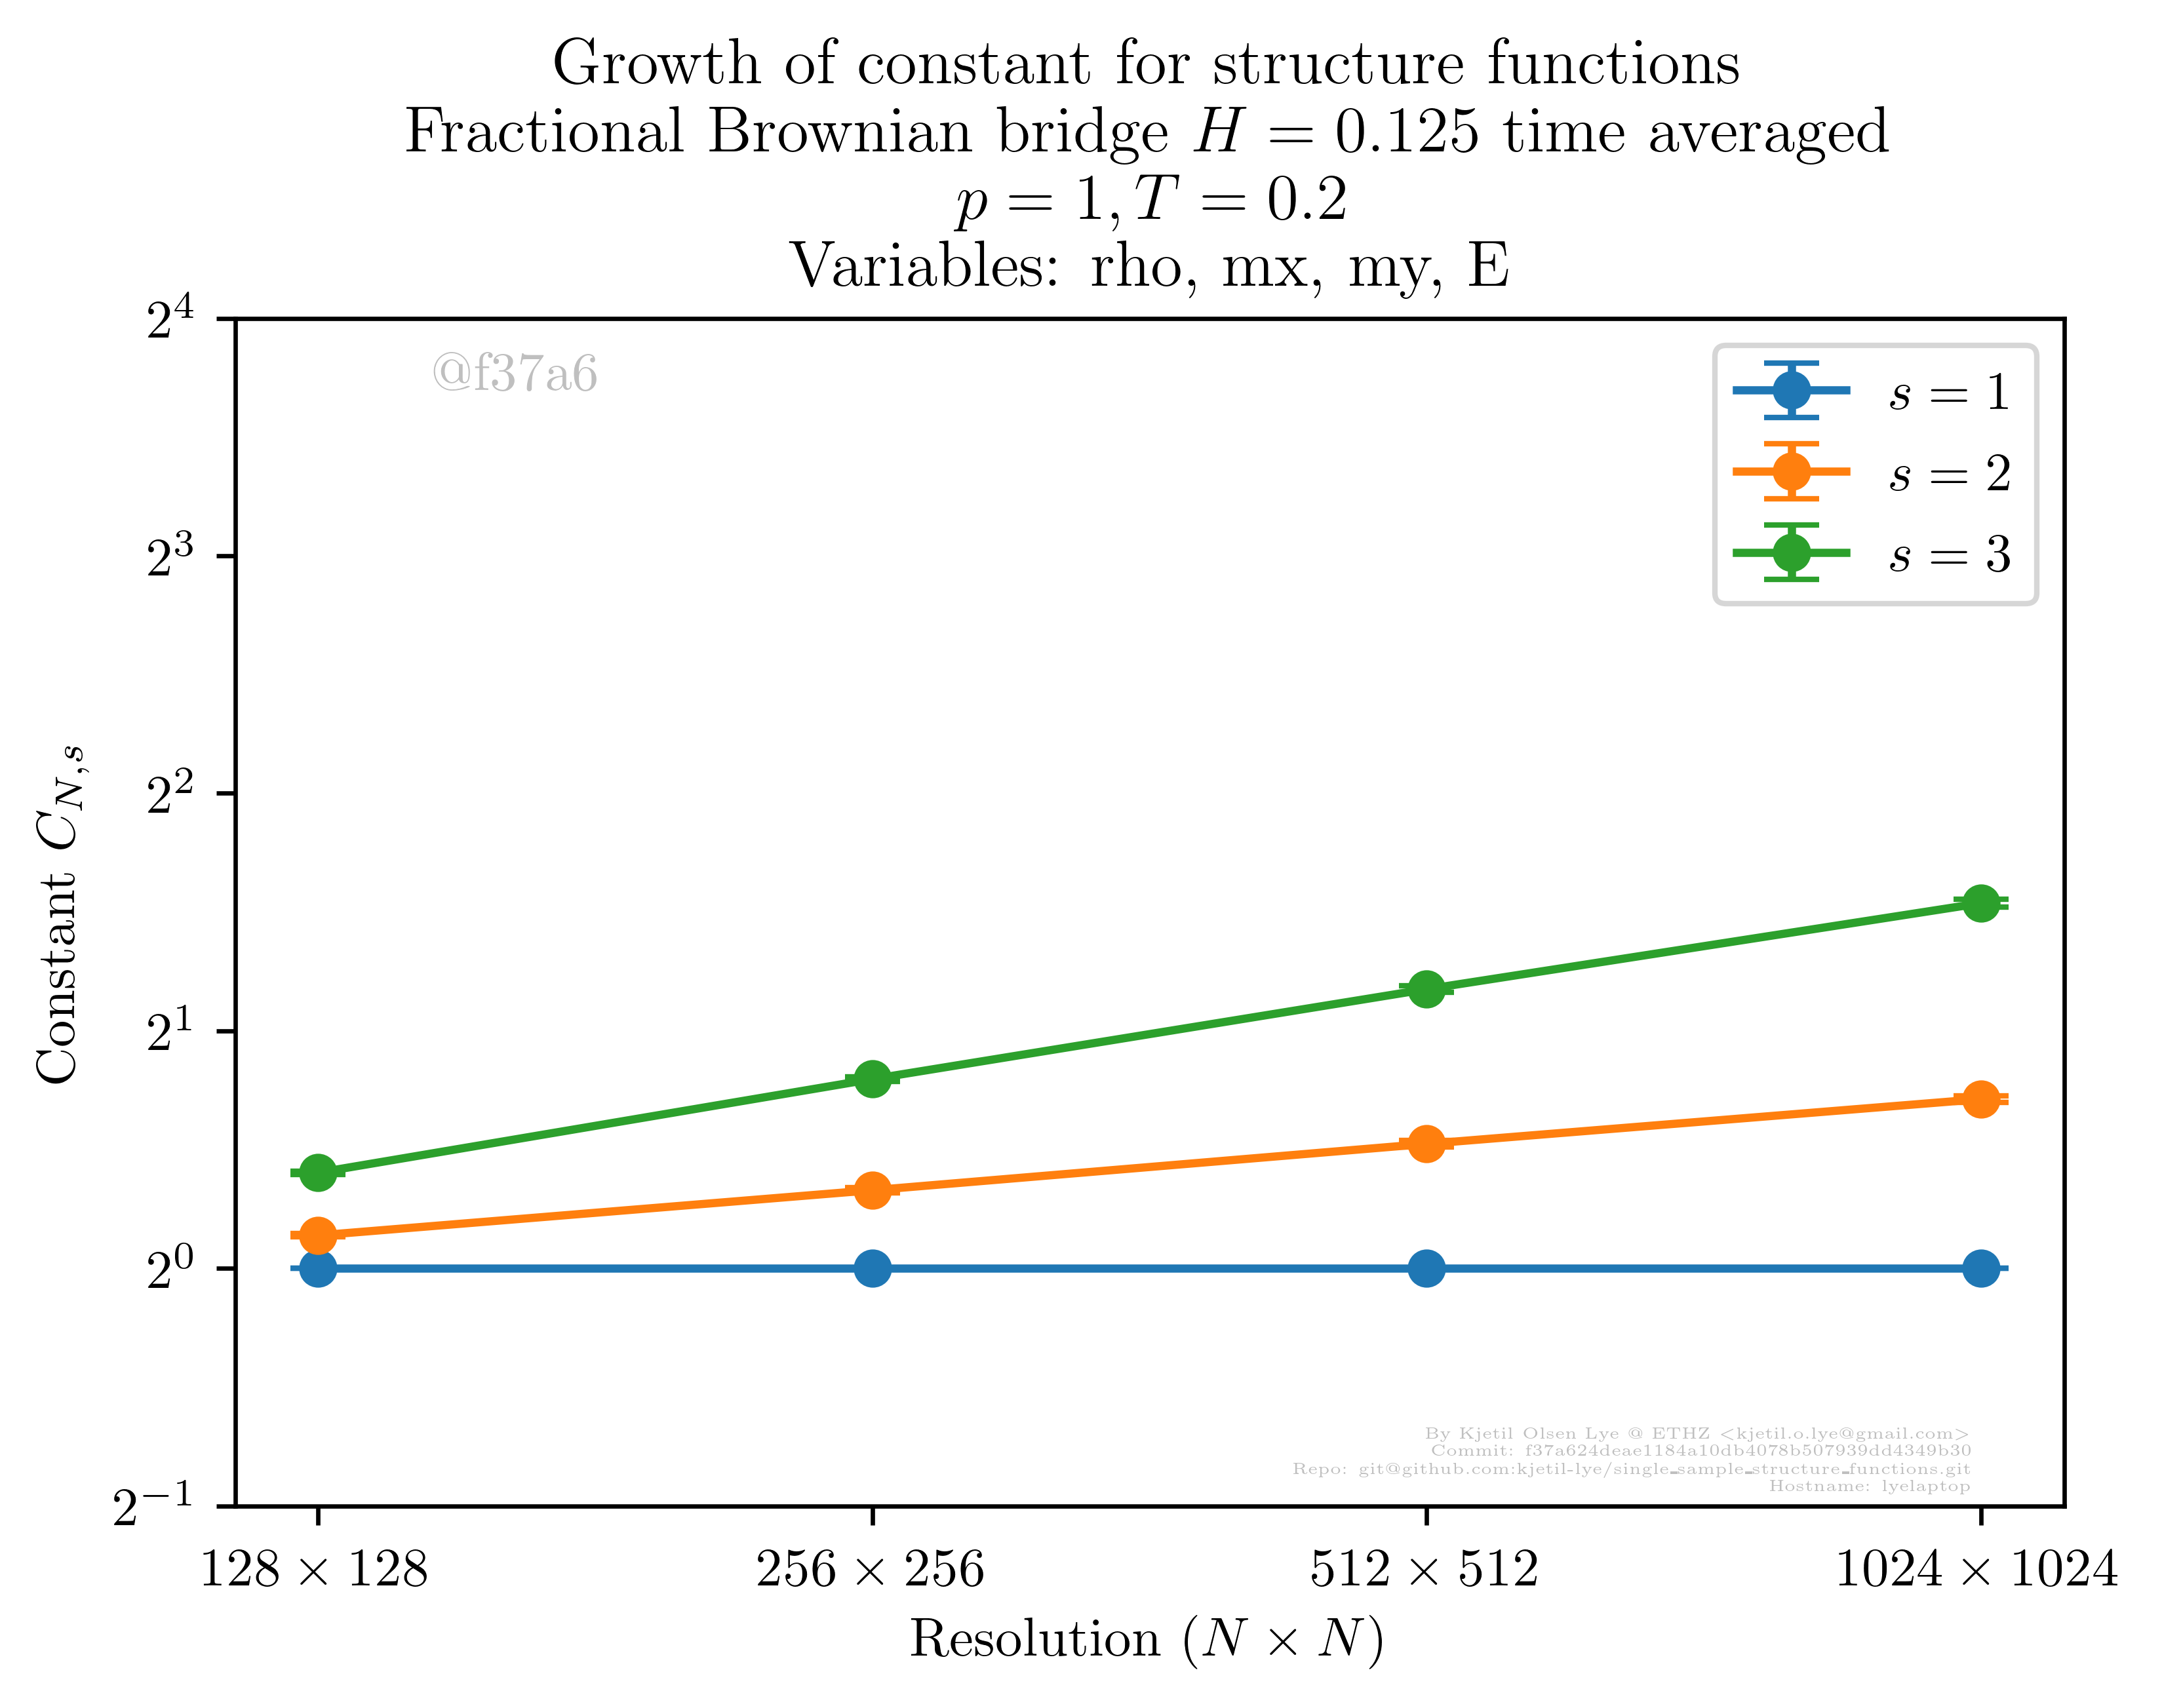 Growth of constant for structure functions
Fractional Brownian bridge H = 0.125 time averaged
p = 1, T = 0.2
Variables: rho, mx, my, E
@f37a6
s = 1
s = 2
s = 3
2^4
2^3
2^2
2^1
2^0
2^{-1}
Constant C_{N,s}
By Kjetil Olsen Lye @ ETHZ <kjetil.o.lye@gmail.com>
Commit: f37a624deae1184a10db4078b507939dd4349b30
Repo: git@github.com:kjetil-lye/single_sample_structure_functions.git
Hostname: lyelaptop
128 × 128 256 × 256 512 × 512 1024 × 1024
Resolution (N × N)